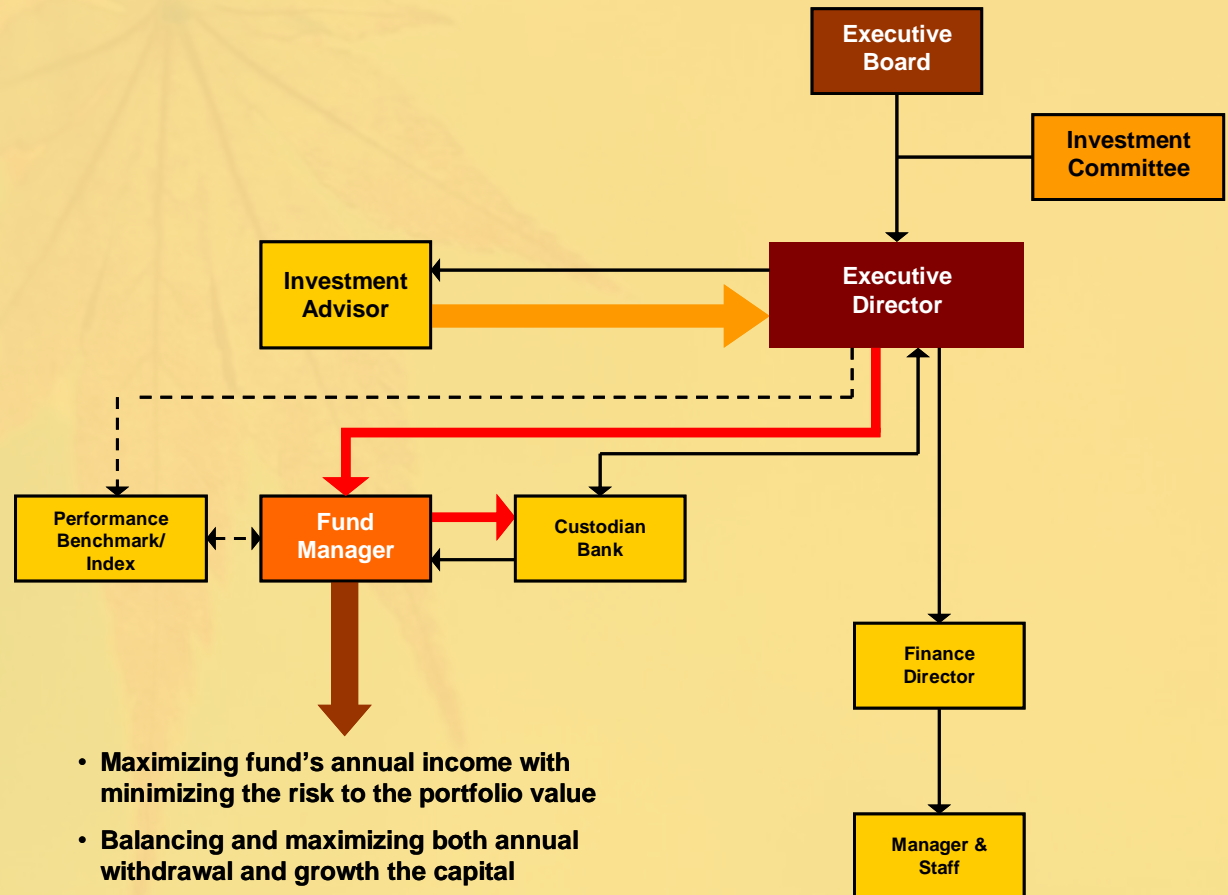 Executive
Board
Investment
Committee
Investment
Advisor
Executive
Director
Performance
Benchmark/
Index
Fund
Manager
Custodian
Bank
Finance
Director
• Maximizing fund's annual income with
minimizing the risk to the portfolio value
• Balancing and maximizing both annual
withdrawal and growth the capital
Manager &
Staff